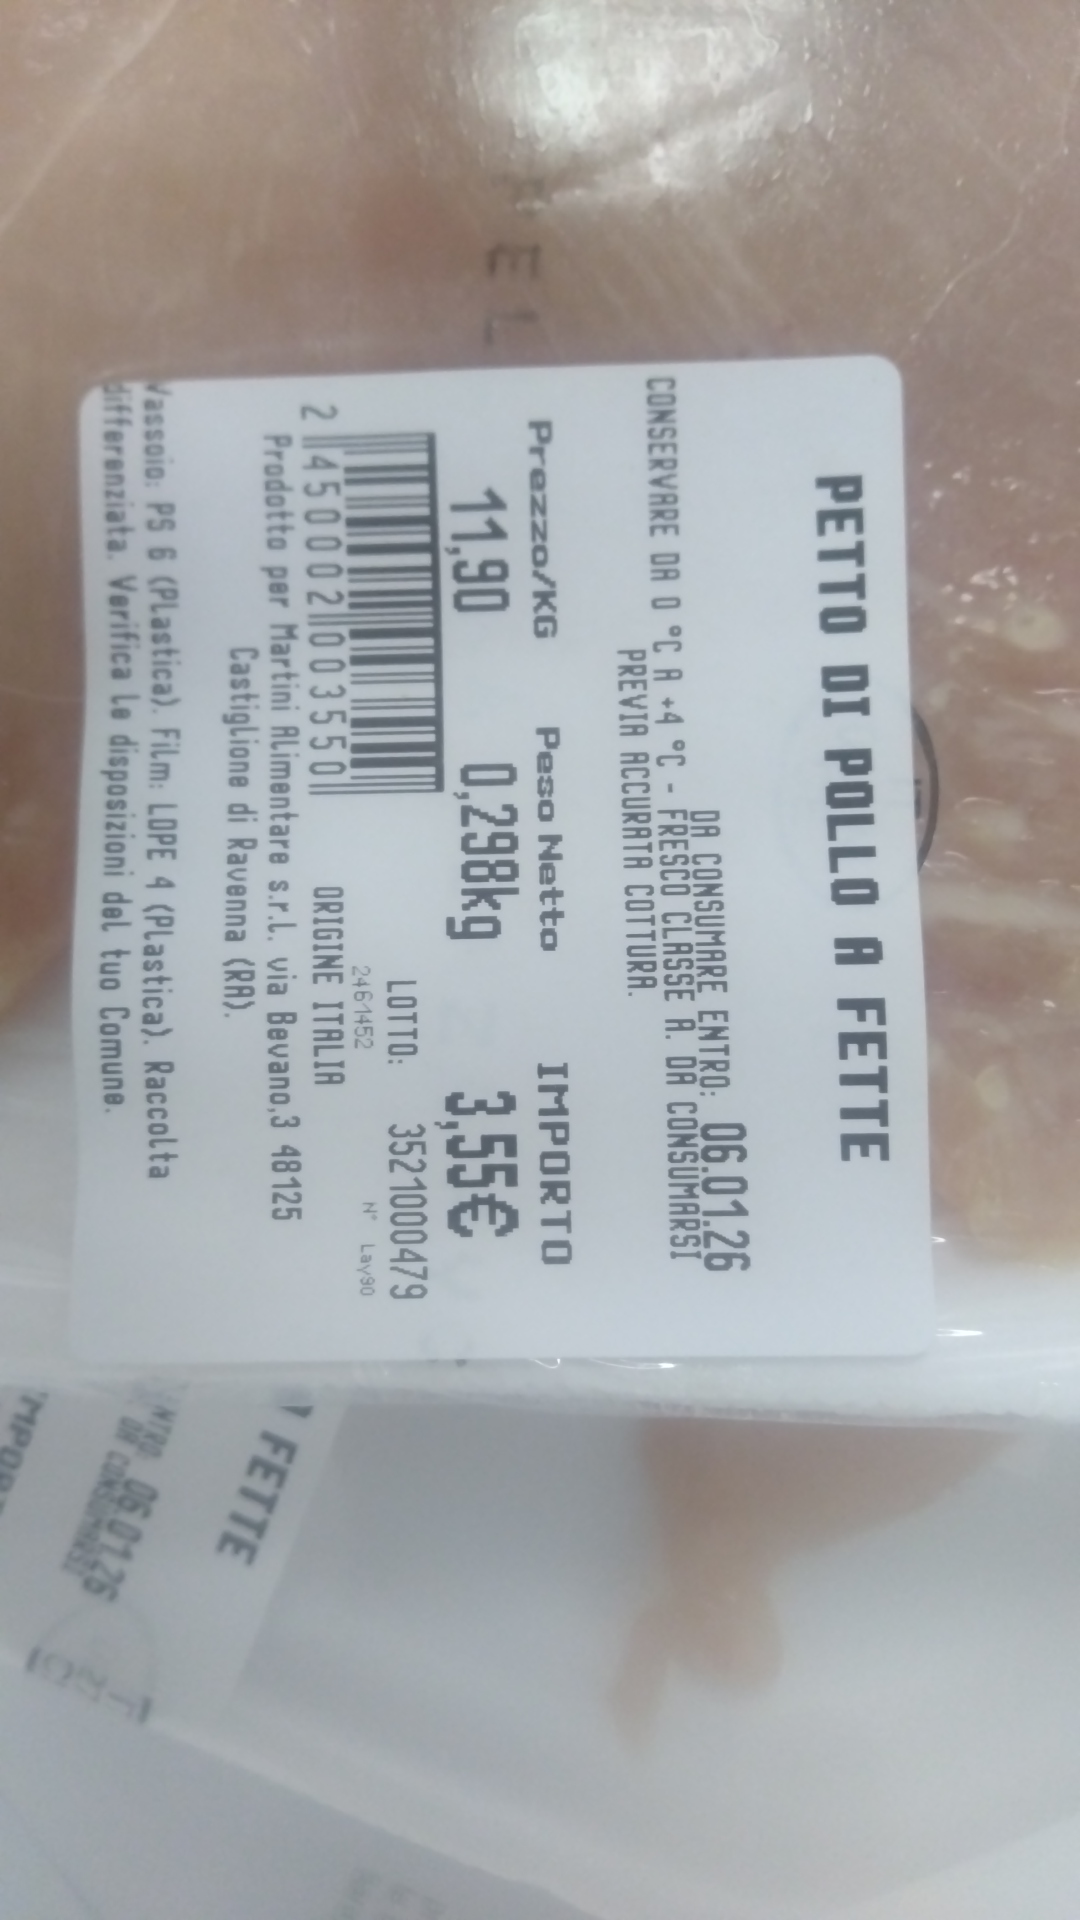 PETTO DI POLLO A FETTE
DA CONSUMARE ENTRO: 06.01.26
CONSERVARE DA 0 °C A +4 °C - FRESCO CLASSE A. DA CONSUMARSI
PREVIA ACCURATA COTTURA.
Prezzo/KG Peso Netto IMPORTO
11,90 0,298kg 3,55€
LOTTO: 3521000479
2461452 N° Lay90
2 450002 003550
ORIGINE ITALIA
Prodotto per Martini Alimentare s.r.l. via Bevano,3 48125
Castiglione di Ravenna (RA).
Vassoio: PS 6 (Plastica). Film: LDPE 4 (Plastica). Raccolta
differenziata. Verifica le disposizioni del tuo Comune.
FETTE
06.01.26